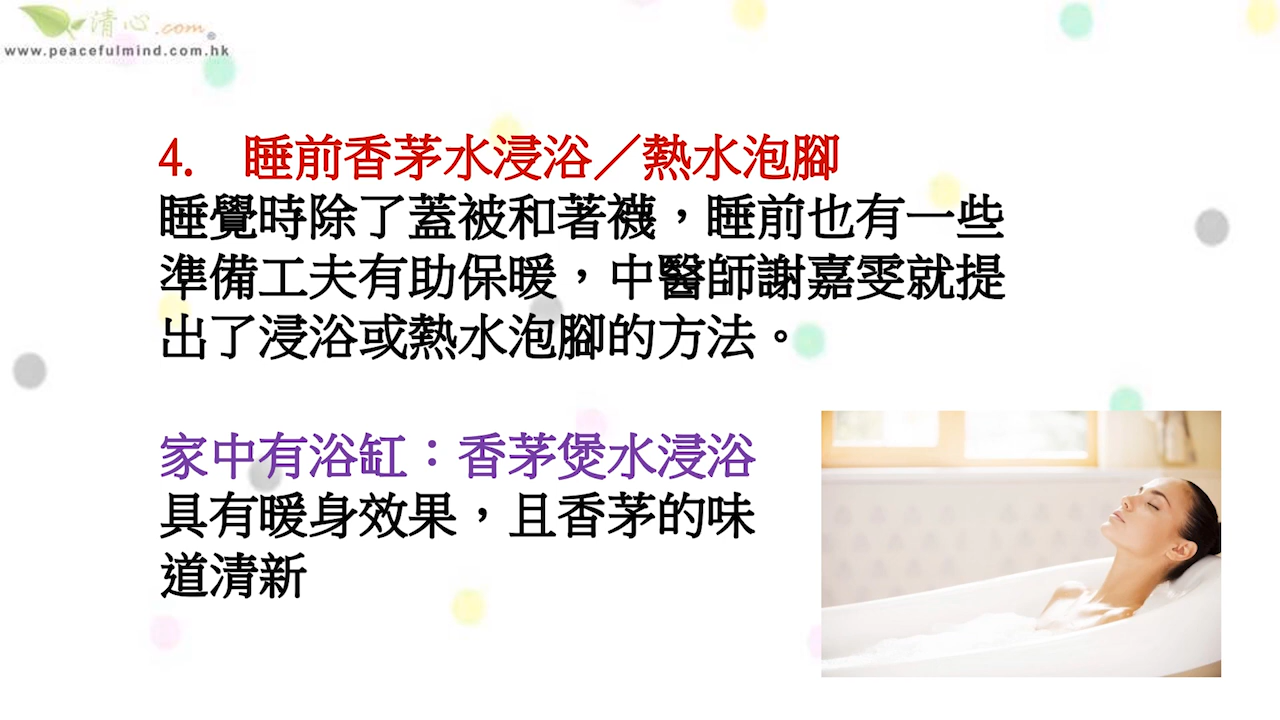 清心.com
www.peacefulmind.com.hk
4. 睡前香茅水浸浴／熱水泡腳
睡覺時除了蓋被和著襪，睡前也有一些
準備工夫有助保暖，中醫師謝嘉雯就提
出了浸浴或熱水泡腳的方法。
家中有浴缸：香茅煲水浸浴
具有暖身效果，且香茅的味
道清新